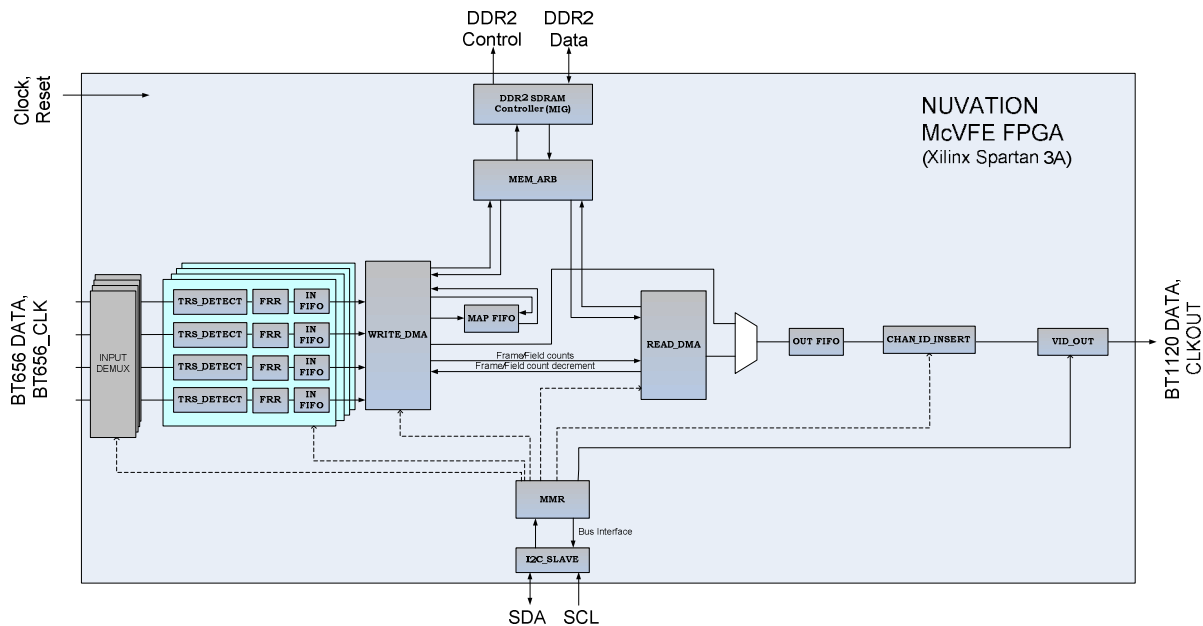 DDR2
Control
DDR2
Data
Clock,
Reset
DDR2 SDRAM
Controller (MIG)
NUVATION
McVFE FPGA
(Xilinx Spartan 3A)
MEM_ARB
BT656 DATA,
BT656_CLK
INPUT
DEMUX
TRS_DETECT
FRR
IN
FIFO
TRS_DETECT
FRR
IN
FIFO
TRS_DETECT
FRR
IN
FIFO
TRS_DETECT
FRR
IN
FIFO
WRITE_DMA
MAP FIFO
Frame/Field counts
Frame/Field count decrement
READ_DMA
OUT FIFO
CHAN_ID_INSERT
VID_OUT
BT1120 DATA,
CLKOUT
MMR
Bus Interface
I2C_SLAVE
SDA
SCL